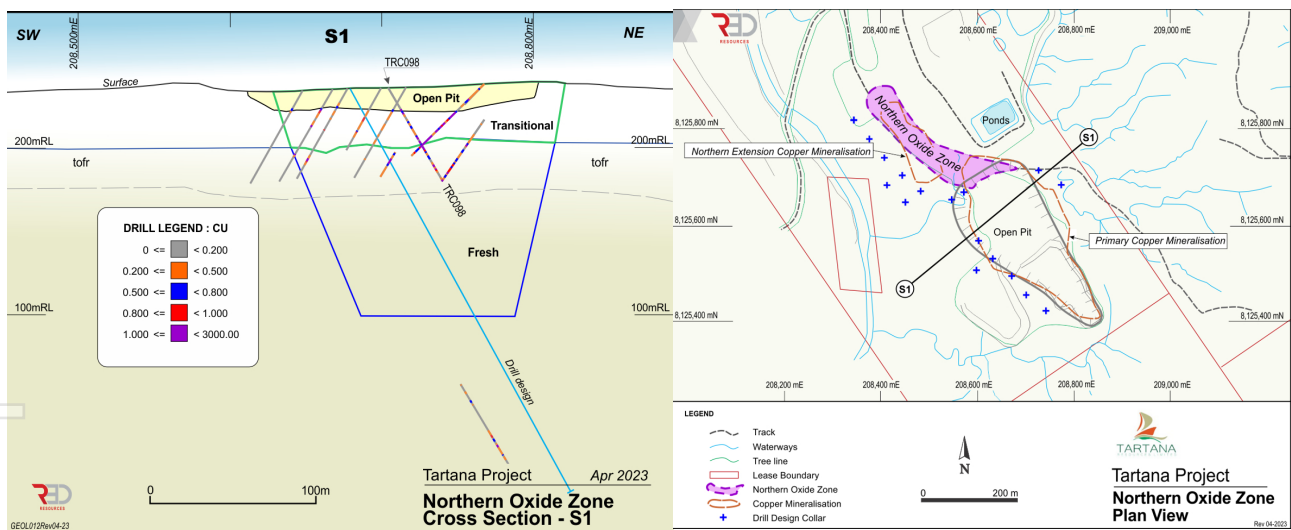 SW
208,500mE
S1
208,800mE
NE
TRC098
Surface
Open Pit
Transitional
200mRL
200mRL
tofr
tofr
TRC098
DRILL LEGEND : CU
0 <= < 0.200
0.200 <= < 0.500
0.500 <= < 0.800
0.800 <= < 1.000
1.000 <= < 3000.00
Fresh
100mRL
100mRL
Drill design
0 100m
Tartana Project Apr 2023
Northern Oxide Zone
Cross Section - S1
RED
RESOURCES
GEOL012Rev04-23
RED
RESOURCES
208,400 mE
208,600 mE
208,800 mE
8,125,800 mN
8,125,800 mN
Ponds
S1
Northern Oxide Zone
Northern Extension Copper Mineralisation
8,125,600 mN
8,125,600 mN
Open Pit
Primary Copper Mineralisation
S1
8,125,400 mN
8,125,400 mN
208,200 mE
208,400 mE
208,600 mE
208,800 mE
209,000 mE
LEGEND
Track
Waterways
Tree line
Lease Boundary
Northern Oxide Zone
Copper Mineralisation
Drill Design Collar
N
0 200 m
TARTANA
Tartana Project
Northern Oxide Zone
Plan View
Rev 04-2023